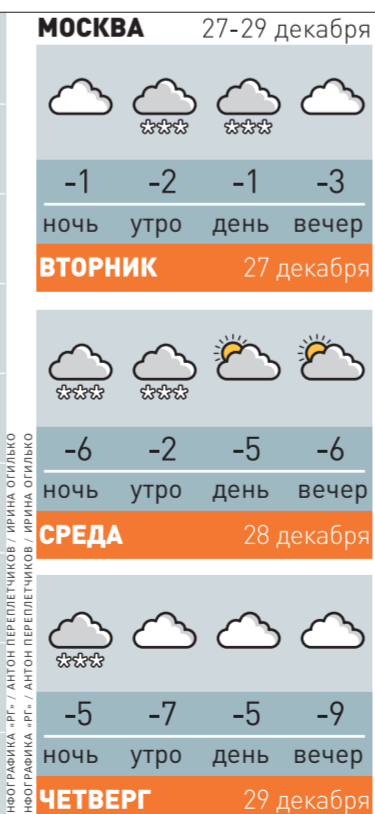 МОСКВА 27-29 декабря
-1 -2 -1 -3
ночь утро день вечер
ВТОРНИК 27 декабря
-6 -2 -5 -6
ночь утро день вечер
СРЕДА 28 декабря
-5 -7 -5 -9
ночь утро день вечер
ЧЕТВЕРГ 29 декабря
НФОГРАФИКА «РГ» / АНТОН ПЕРЕПЛЕТЧИКОВ / ИРИНА ОГИЛЬКО
НФОГРАФИКА «РГ» / АНТОН ПЕРЕПЛЕТЧИКОВ / ИРИНА ОГИЛЬКО